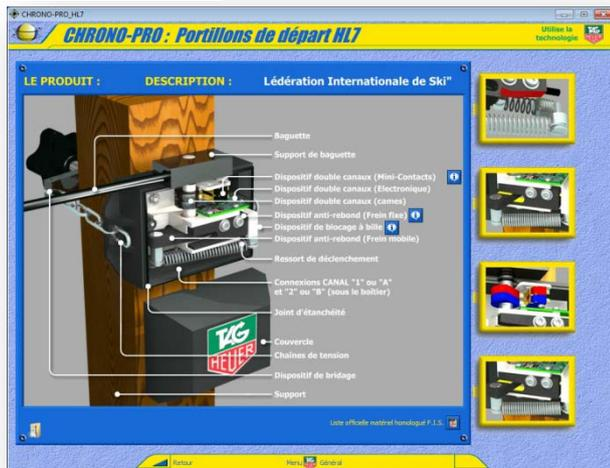 CHRONO-PRO_HL7
CHRONO-PRO : Portillons de départ HL7
Utilise la
technologie
TAG
HEUER
LE PRODUIT :
DESCRIPTION :
Lédération Internationale de Ski"
Baguette
Support de baguette
Dispositif double canaux (Mini-Contacts)
Dispositif double canaux (Electronique)
Dispositif double canaux (cames)
Dispositif anti-rebond (Frein fixe)
Dispositif de blocage à bille
Dispositif anti-rebond (Frein mobile)
Ressort de déclenchement
Connexions CANAL "1" ou "A"
et "2" ou "B" (sous le boîtier)
Joint d'étanchéité
Couvercle
TAG
HEUER
Chaînes de tension
Dispositif de bridage
Support
Liste officielle matériel homologué F.I.S.
Retour
Menu
Général